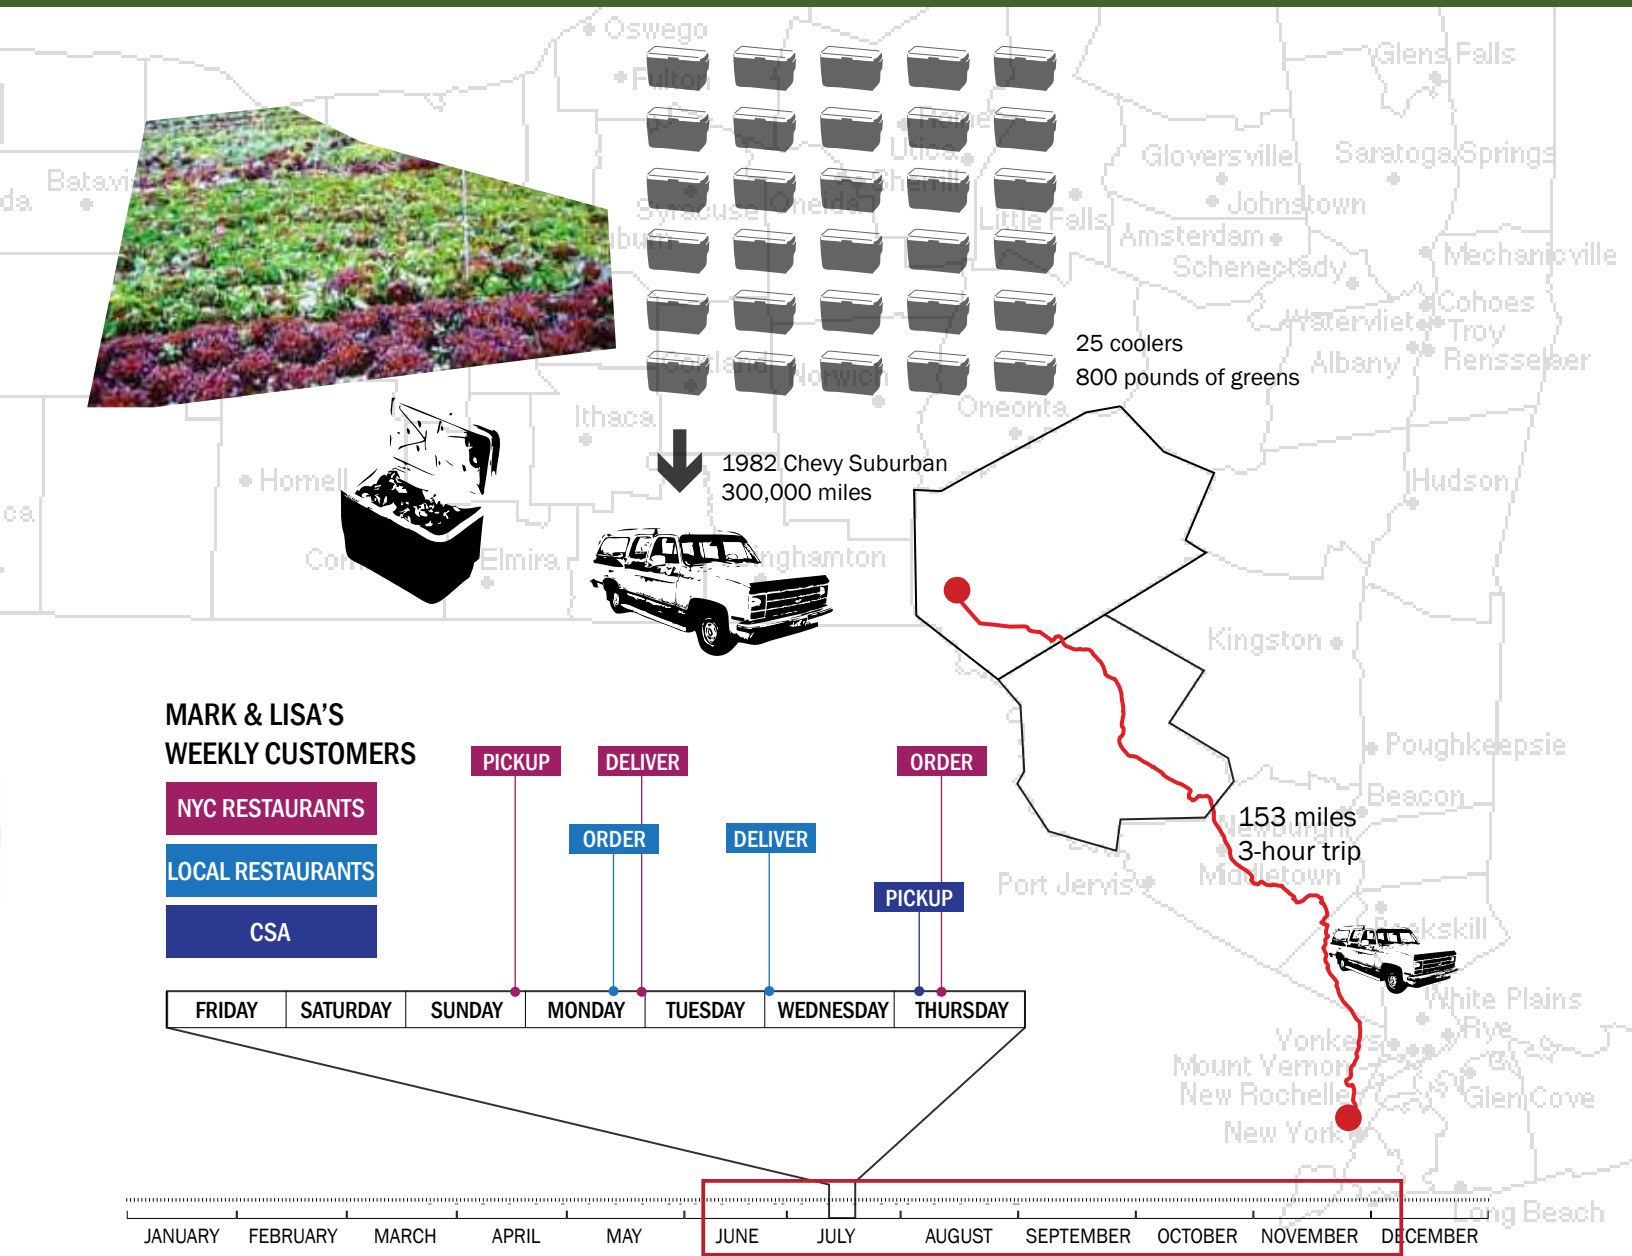 Oswego
Fulton
Glens Falls
Rome
Utica
Gloversville
Saratoga Springs
Sherrill
Syracuse
Oneida
Little Falls
Johnstown
Amsterdam
Schenectady
Mechanicville
Cohoes
Watervliet
Troy
Albany
Rensselaer
25 coolers
800 pounds of greens
Cortland
Norwich
Oneonta
Ithaca
1982 Chevy Suburban
300,000 miles
Hornell
Hudson
Elmira
Kingston
MARK & LISA'S
WEEKLY CUSTOMERS
NYC RESTAURANTS
LOCAL RESTAURANTS
CSA
PICKUP
DELIVER
ORDER
ORDER
DELIVER
PICKUP
Poughkeepsie
Beacon
153 miles
3-hour trip
Newburgh
Middletown
Port Jervis
FRIDAY SATURDAY SUNDAY MONDAY TUESDAY WEDNESDAY THURSDAY
White Plains
Rye
Yonkers
Mount Vernon
New Rochelle
Glen Cove
New York
Long Beach
JANUARY FEBRUARY MARCH APRIL MAY JUNE JULY AUGUST SEPTEMBER OCTOBER NOVEMBER DECEMBER